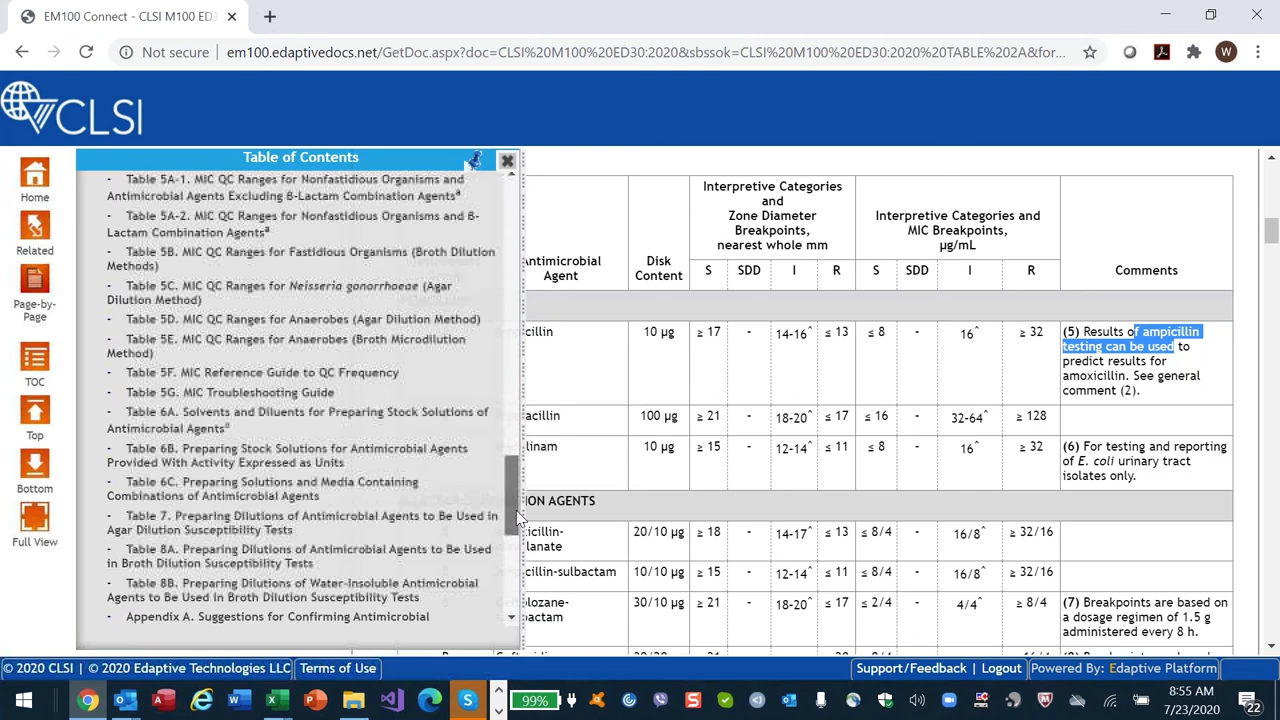 EM100 Connect - CLSI M100 ED3
Not secure
em100.edaptivedocs.net/GetDoc.aspx?doc=CLSI%20M100%20ED30:2020&sbssok=CLSI%20M100%20ED30:2020%20TABLE%202A&for...
W
CLSI
Home
Related
Page-by-
Page
TOC
Top
Bottom
Full View
Table of Contents
- Table 5A-1. MIC QC Ranges for Nonfastidious Organisms and
Antimicrobial Agents Excluding B-Lactam Combination Agentsª
- Table 5A-2. MIC QC Ranges for Nonfastidious Organisms and B-
Lactam Combination Agentsª
- Table 5B. MIC QC Ranges for Fastidious Organisms (Broth Dilution
Methods)
- Table 5C. MIC QC Ranges for Neisseria gonorrhoeae (Agar
Dilution Method)
- Table 5D. MIC QC Ranges for Anaerobes (Agar Dilution Method)
- Table 5E. MIC QC Ranges for Anaerobes (Broth Microdilution
Method)
- Table 5F. MIC Reference Guide to QC Frequency
- Table 5G. MIC Troubleshooting Guide
- Table 6A. Solvents and Diluents for Preparing Stock Solutions of
Antimicrobial Agentsª
- Table 6B. Preparing Stock Solutions for Antimicrobial Agents
Provided With Activity Expressed as Units
- Table 6C. Preparing Solutions and Media Containing
Combinations of Antimicrobial Agents
- Table 7. Preparing Dilutions of Antimicrobial Agents to Be Used in
Agar Dilution Susceptibility Tests
- Table 8A. Preparing Dilutions of Antimicrobial Agents to Be Used
in Broth Dilution Susceptibility Tests
- Table 8B. Preparing Dilutions of Water-Insoluble Antimicrobial
Agents to Be Used in Broth Dilution Susceptibility Tests
- Appendix A. Suggestions for Confirming Antimicrobial
Antimicrobial
Agent
Disk
Content
Interpretive Categories
and
Zone Diameter
Breakpoints,
nearest whole mm
Interpretive Categories and
MIC Breakpoints,
µg/mL
S SDD I R S SDD I R
Comments
cillin 10 µg ≥ 17 - 14-16^ ≤ 13 ≤ 8 - 16^ ≥ 32
(5) Results of ampicillin
testing can be used to
predict results for
amoxicillin. See general
comment (2).
acillin 100 µg ≥ 21 - 18-20^ ≤ 17 ≤ 16 - 32-64^ ≥ 128
linam 10 µg ≥ 15 - 12-14^ ≤ 11 ≤ 8 - 16^ ≥ 32
(6) For testing and reporting
of E. coli urinary tract
isolates only.
ION AGENTS
icillin-
ulanate 20/10 µg ≥ 18 - 14-17^ ≤ 13 ≤ 8/4 - 16/8^ ≥ 32/16
picillin-sulbactam 10/10 µg ≥ 15 - 12-14^ ≤ 11 ≤ 8/4 - 16/8^ ≥ 32/16
olozane-
bactam 30/10 µg ≥ 21 - 18-20^ ≤ 17 ≤ 2/4 - 4/4^ ≥ 8/4
(7) Breakpoints are based on
a dosage regimen of 1.5 g
administered every 8 h.
© 2020 CLSI | © 2020 Edaptive Technologies LLC
Terms of Use
Support/Feedback | Logout
Powered By: Edaptive Platform
99%
8:55 AM
7/23/2020
22